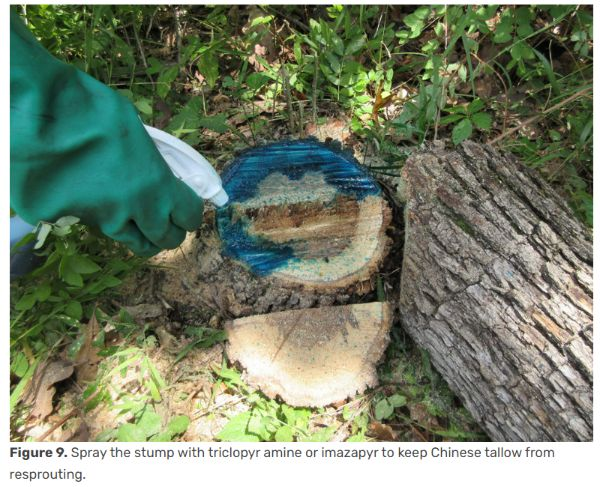 Figure 9. Spray the stump with triclopyr amine or imazapyr to keep Chinese tallow from
resprouting.